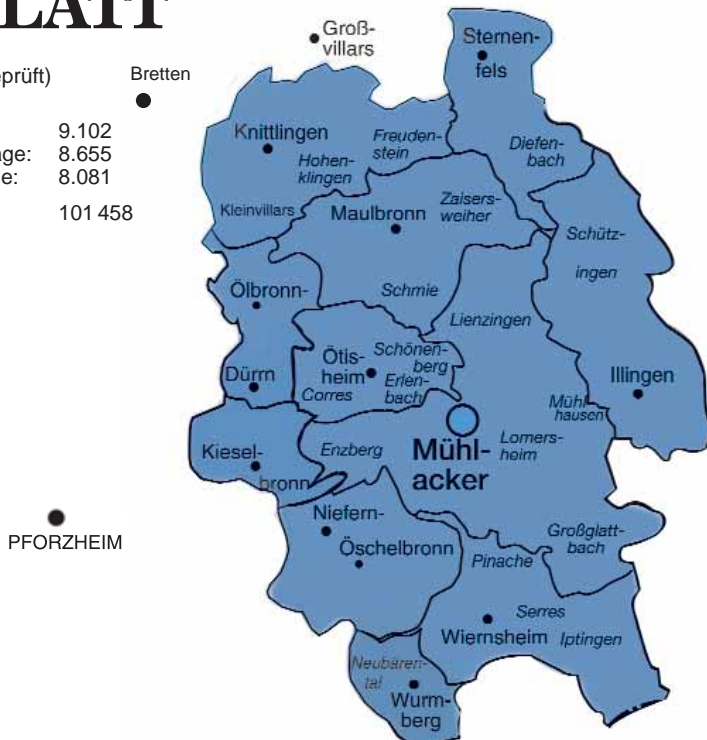 LATT
eprüft)
9.102
age: 8.655
e: 8.081
101 458
Bretten
Groß-
villars
Sternen-
fels
Knittlingen
Freuden-
stein
Hohen-
klingen
Diefen-
bach
Kleinvillars
Maulbronn
Zaisers-
weiher
Schütz-
ingen
Ölbronn-
Schmie
Lienzingen
Ötis-
heim
Schönen-
berg
Erlen-
bach
Corres
Dürrn
Illingen
Mühl
hausen
Kiesel-
bronn
Enzberg
Mühl-
acker
Lomers-
heim
PFORZHEIM
Niefern-
Öschelbronn
Großglatt-
bach
Pinache
Serres
Wiernsheim
Iptingen
Neubären-
tal
Wurm-
berg